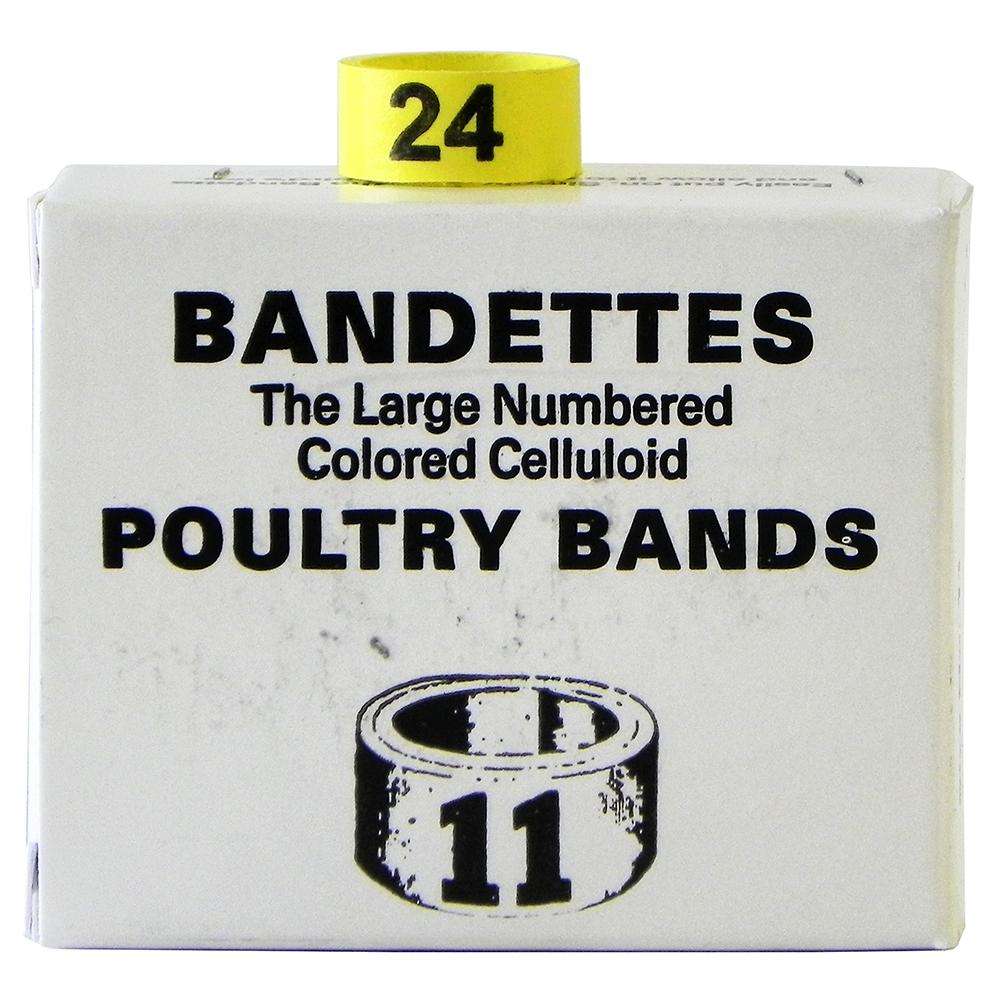 24
BANDETTES
The Large Numbered
Colored Celluloid
POULTRY BANDS
11